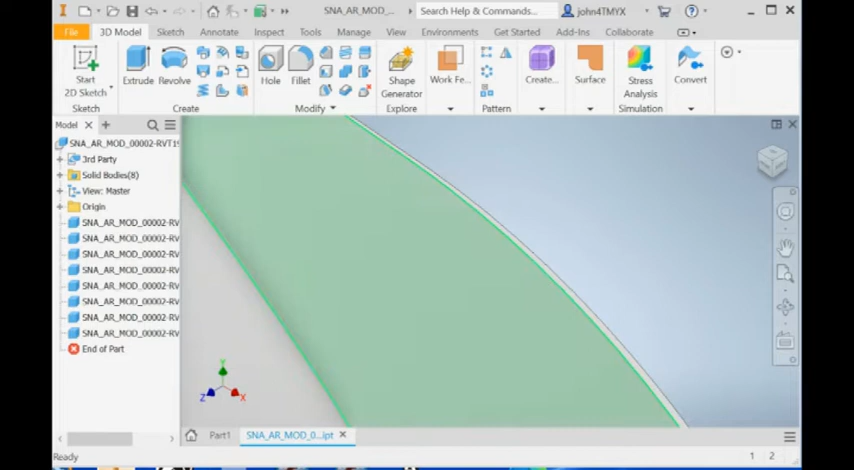 SNA_AR_MOD_... Search Help & Commands... john4TMYX
File 3D Model Sketch Annotate Inspect Tools Manage View Environments Get Started Add-Ins Collaborate
Start
2D Sketch
Extrude Revolve Hole Fillet
Shape
Generator
Work Fe...
Create...
Surface
Stress
Analysis
Convert
Sketch Create Modify Explore Pattern Simulation
Model
SNA_AR_MOD_00002-RVT19
3rd Party
Solid Bodies(8)
View: Master
Origin
SNA_AR_MOD_00002-RV
SNA_AR_MOD_00002-RV
SNA_AR_MOD_00002-RV
SNA_AR_MOD_00002-RV
SNA_AR_MOD_00002-RV
SNA_AR_MOD_00002-RV
SNA_AR_MOD_00002-RV
SNA_AR_MOD_00002-RV
End of Part
Y
Z X
Part1 SNA_AR_MOD_0...ipt
Ready 1 2